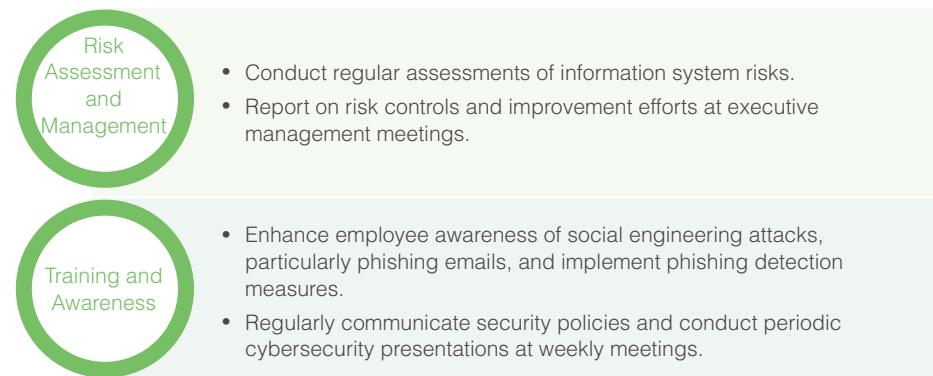 Risk
Assessment
and
Management
• Conduct regular assessments of information system risks.
• Report on risk controls and improvement efforts at executive
management meetings.
Training and
Awareness
• Enhance employee awareness of social engineering attacks,
particularly phishing emails, and implement phishing detection
measures.
• Regularly communicate security policies and conduct periodic
cybersecurity presentations at weekly meetings.